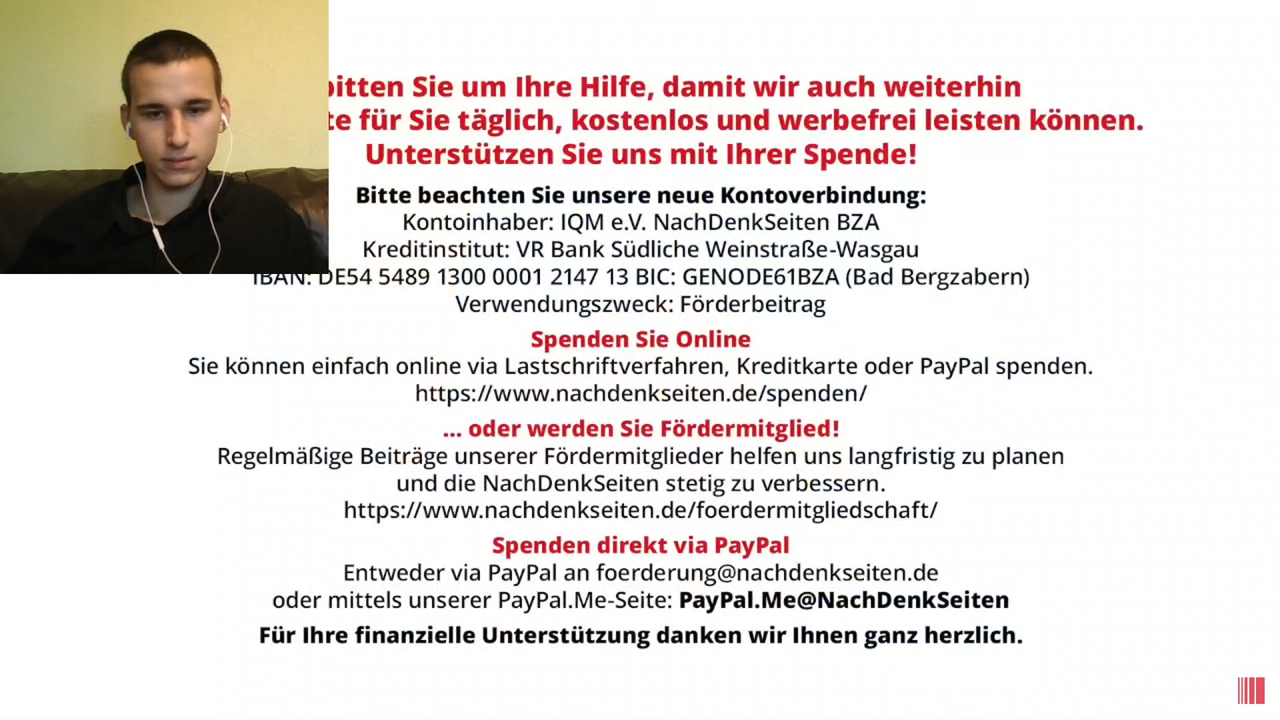 bitten Sie um Ihre Hilfe, damit wir auch weiterhin
für Sie täglich, kostenlos und werbefrei leisten können.
Unterstützen Sie uns mit Ihrer Spende!
Bitte beachten Sie unsere neue Kontoverbindung:
Kontoinhaber: IQM e.V. NachDenkSeiten BZA
Kreditinstitut: VR Bank Südliche Weinstraße-Wasgau
IBAN: DE54 5489 1300 0001 2147 13 BIC: GENODE61BZA (Bad Bergzabern)
Verwendungszweck: Förderbeitrag
Spenden Sie Online
Sie können einfach online via Lastschriftverfahren, Kreditkarte oder PayPal spenden.
https://www.nachdenkseiten.de/spenden/
... oder werden Sie Fördermitglied!
Regelmäßige Beiträge unserer Fördermitglieder helfen uns langfristig zu planen
und die NachDenkSeiten stetig zu verbessern.
https://www.nachdenkseiten.de/foerdermitgliedschaft/
Spenden direkt via PayPal
Entweder via PayPal an foerderung@nachdenkseiten.de
oder mittels unserer PayPal.Me-Seite: PayPal.Me@NachDenkSeiten
Für Ihre finanzielle Unterstützung danken wir Ihnen ganz herzlich.